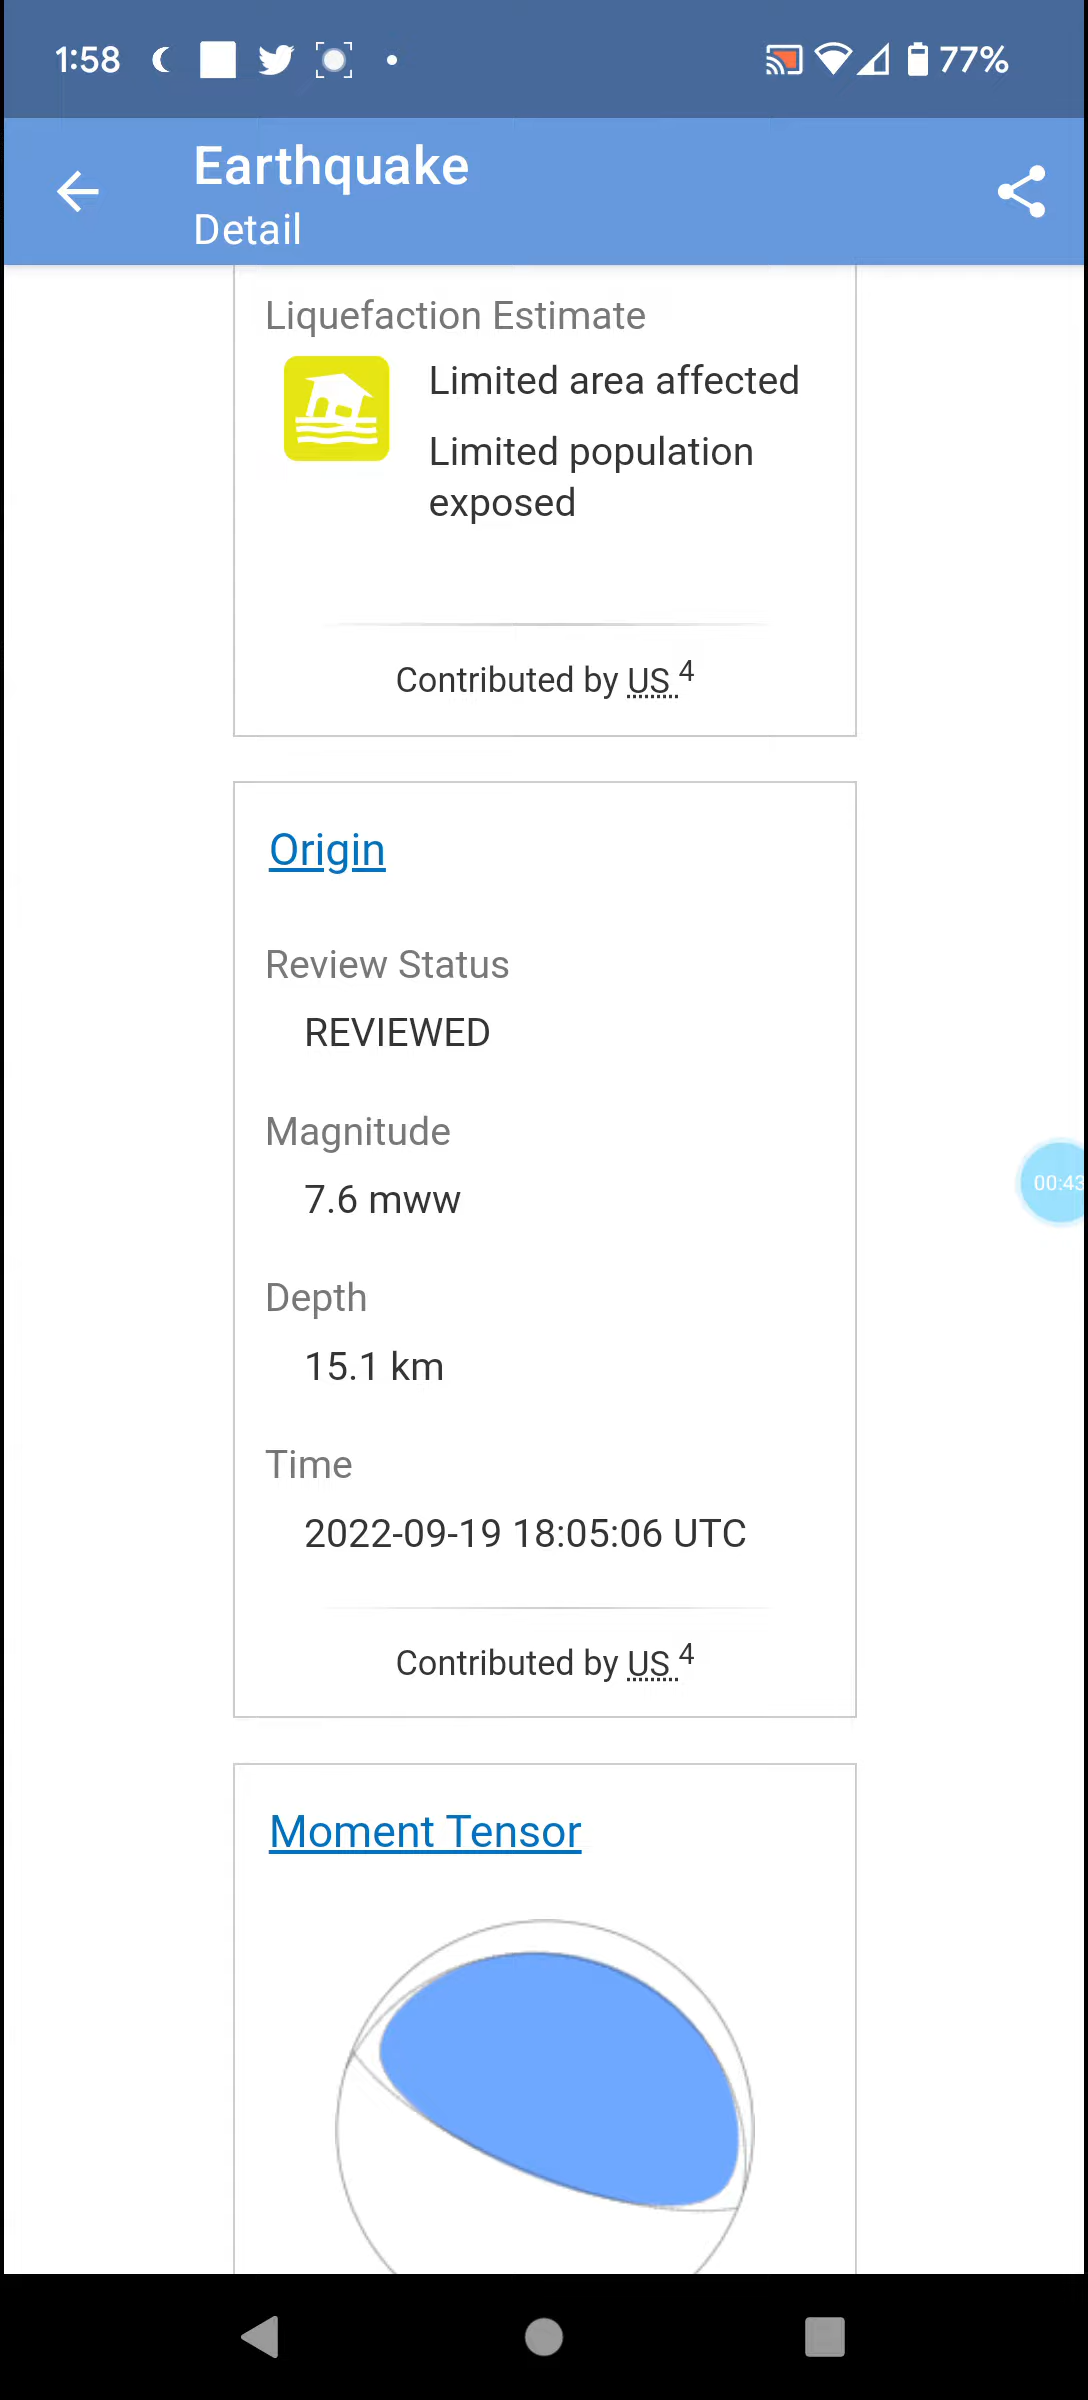 1:58
77%
Earthquake
Detail
Liquefaction Estimate
Limited area affected
Limited population
exposed
Contributed by US 4
Origin
Review Status
REVIEWED
Magnitude
7.6 mww
Depth
15.1 km
00:43
Time
2022-09-19 18:05:06 UTC
Contributed by US 4
Moment Tensor